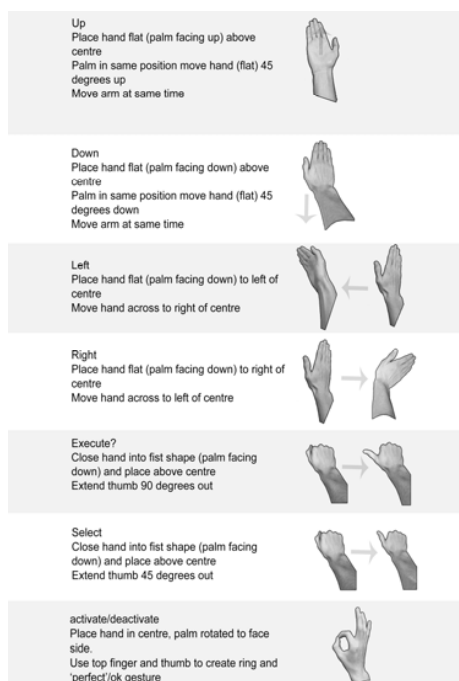 Up
Place hand flat (palm facing up) above
centre
Palm in same position move hand (flat) 45
degrees up
Move arm at same time
Down
Place hand flat (palm facing down) above
centre
Palm in same position move hand (flat) 45
degrees down
Move arm at same time
Left
Place hand flat (palm facing down) to left of
centre
Move hand across to right of centre
Right
Place hand flat (palm facing down) to right of
centre
Move hand across to left of centre
Execute?
Close hand into fist shape (palm facing
down) and place above centre
Extend thumb 90 degrees out
Select
Close hand into fist shape (palm facing
down) and place above centre
Extend thumb 45 degrees out
activate/deactivate
Place hand in centre, palm rotated to face
side.
Use top finger and thumb to create ring and
'perfect'/ok gesture